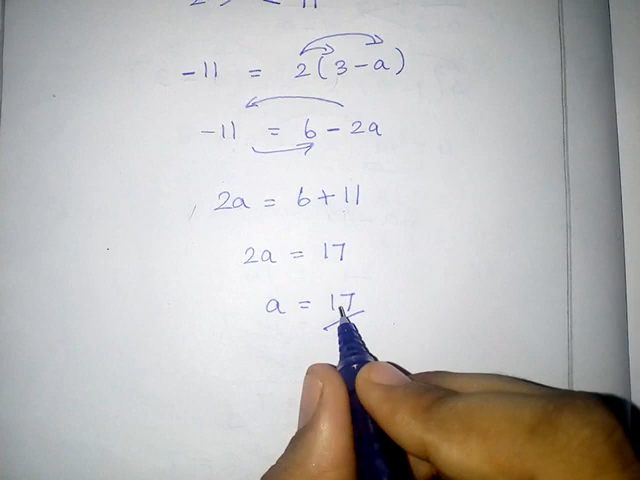 -11 = 2(3-a)
-11 = 6 - 2a
2a = 6+11
2a = 17
a = 17